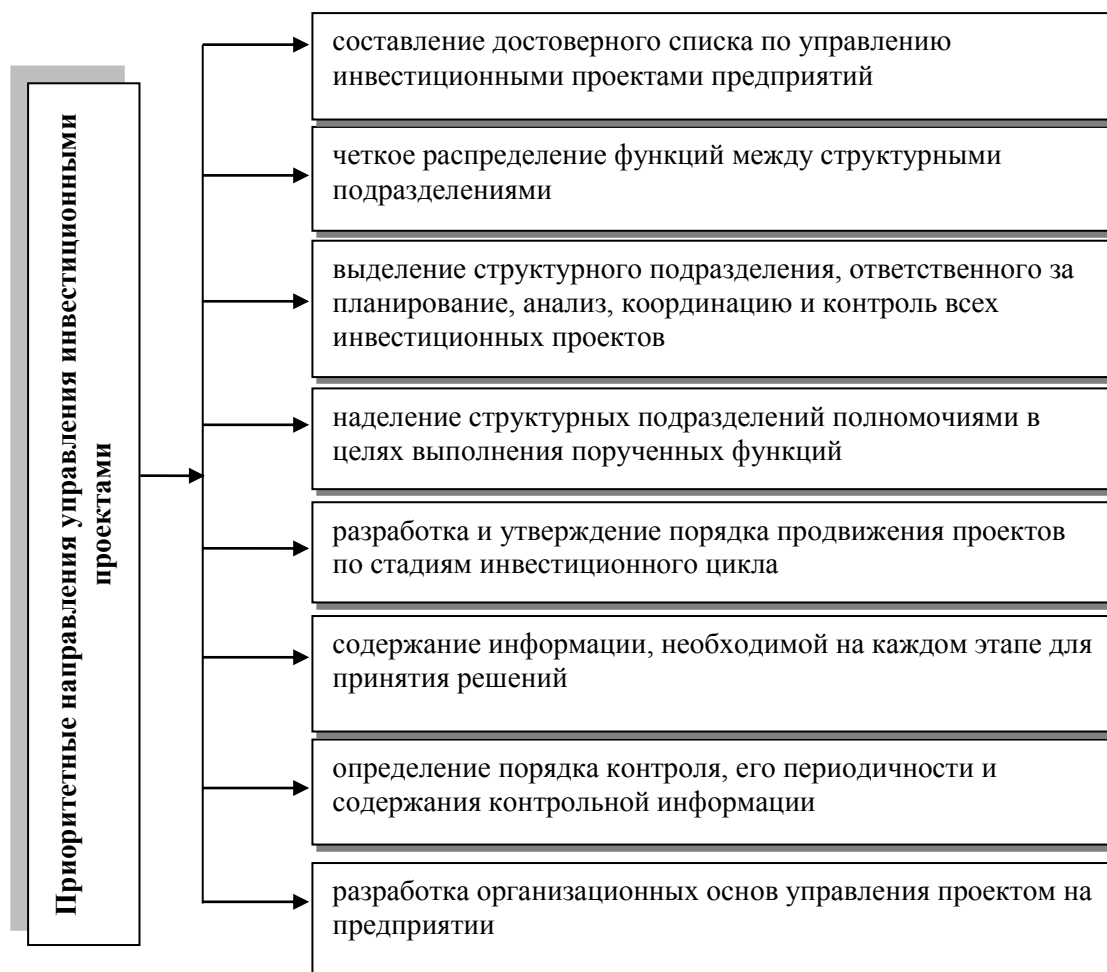 Приоритетные направления управления инвестиционными
проектами
составление достоверного списка по управлению
инвестиционными проектами предприятий
четкое распределение функций между структурными
подразделениями
выделение структурного подразделения, ответственного за
планирование, анализ, координацию и контроль всех
инвестиционных проектов
наделение структурных подразделений полномочиями в
целях выполнения порученных функций
разработка и утверждение порядка продвижения проектов
по стадиям инвестиционного цикла
содержание информации, необходимой на каждом этапе для
принятия решений
определение порядка контроля, его периодичности и
содержания контрольной информации
разработка организационных основ управления проектом на
предприятии